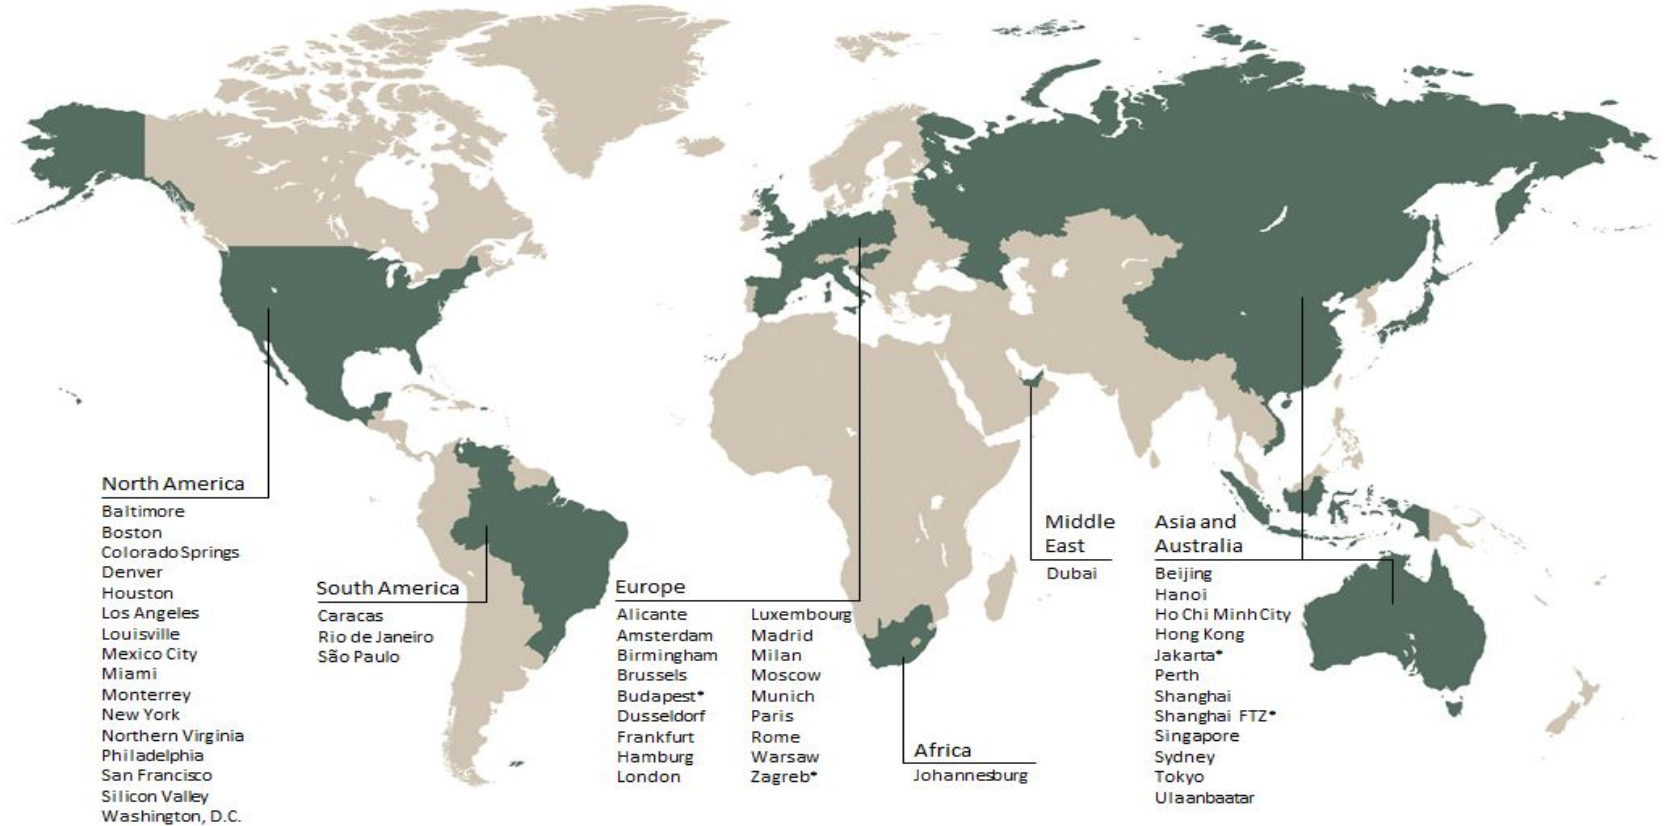 North America
Baltimore
Boston
Colorado Springs
Denver
Houston
Los Angeles
Louisville
Mexico City
Miami
Monterrey
New York
Northern Virginia
Philadelphia
San Francisco
Silicon Valley
Washington, D.C.
South America
Caracas
Rio de Janeiro
São Paulo
Europe
Alicante
Amsterdam
Birmingham
Brussels
Budapest*
Dusseldorf
Frankfurt
Hamburg
London
Luxembourg
Madrid
Milan
Moscow
Munich
Paris
Rome
Warsaw
Zagreb*
Africa
Johannesburg
Middle
East
Dubai
Asia and
Australia
Beijing
Hanoi
Ho Chi Minh City
Hong Kong
Jakarta*
Perth
Shanghai
Shanghai FTZ*
Singapore
Sydney
Tokyo
Ulaanbaatar